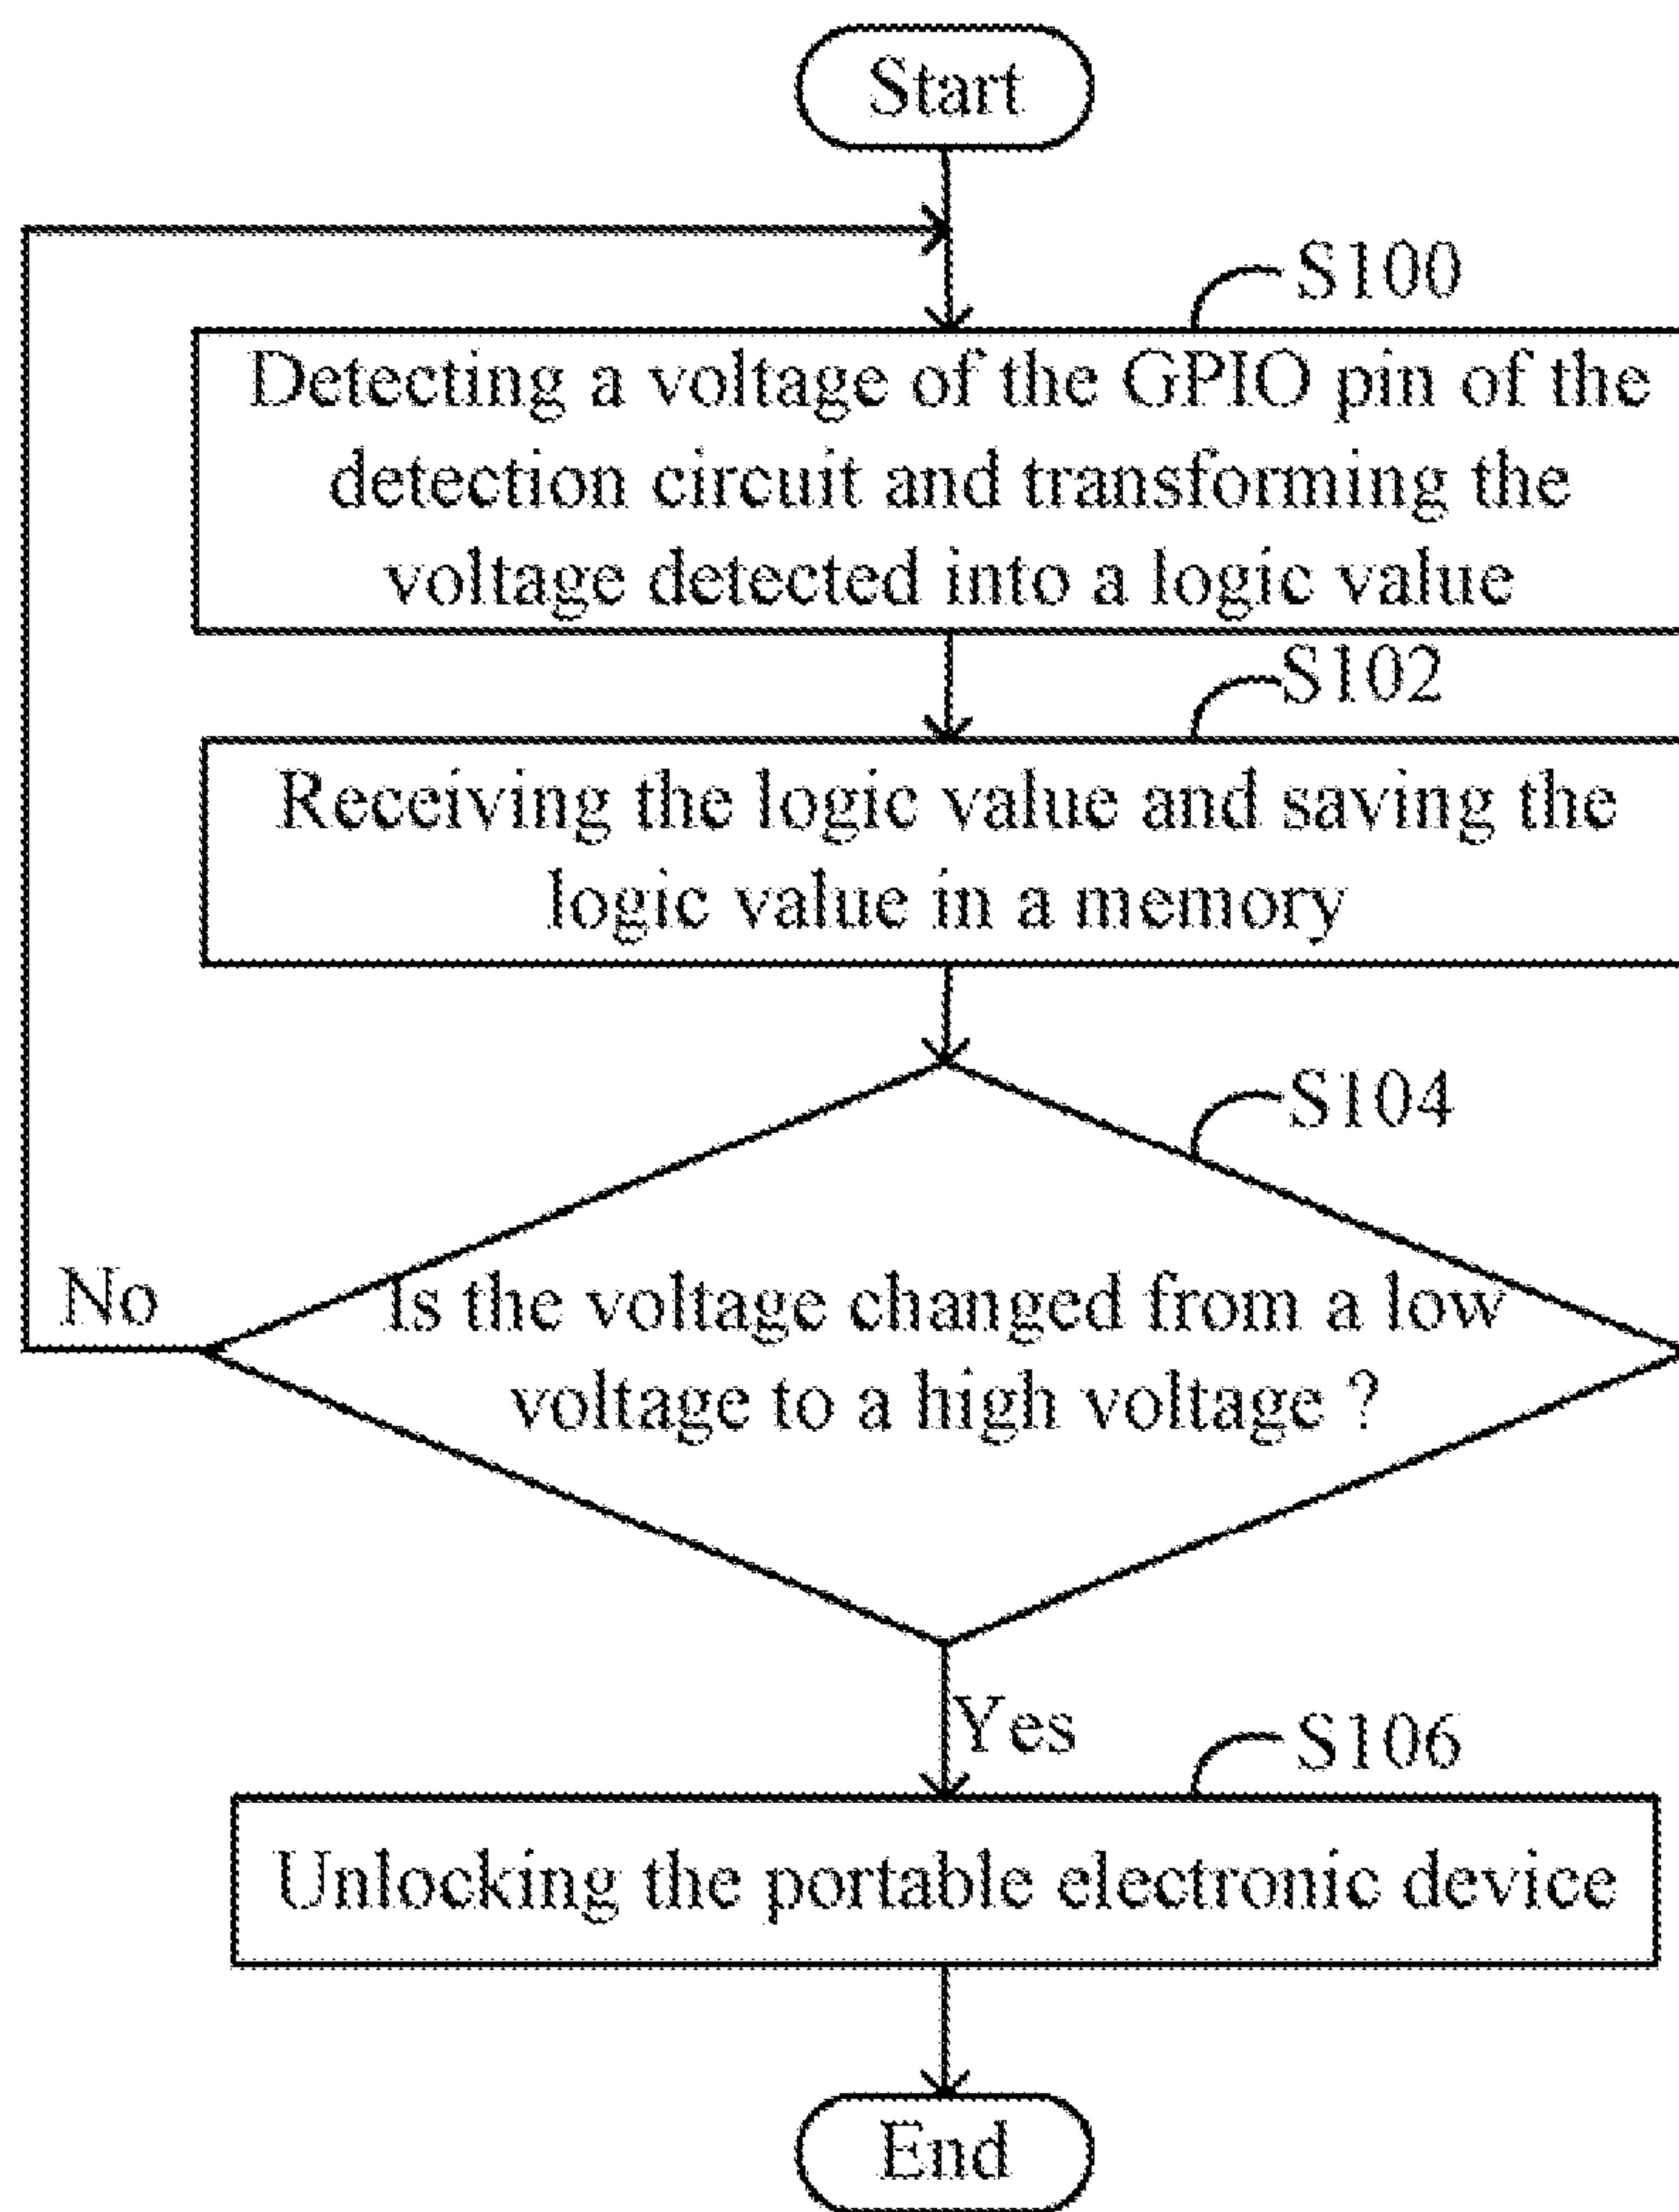 Start
S100
Detecting a voltage of the GPIO pin of the
detection circuit and transforming the
voltage detected into a logic value
S102
Receiving the logic value and saving the
logic value in a memory
S104
No
Is the voltage changed from a low
voltage to a high voltage ?
Yes
S106
Unlocking the portable electronic device
End